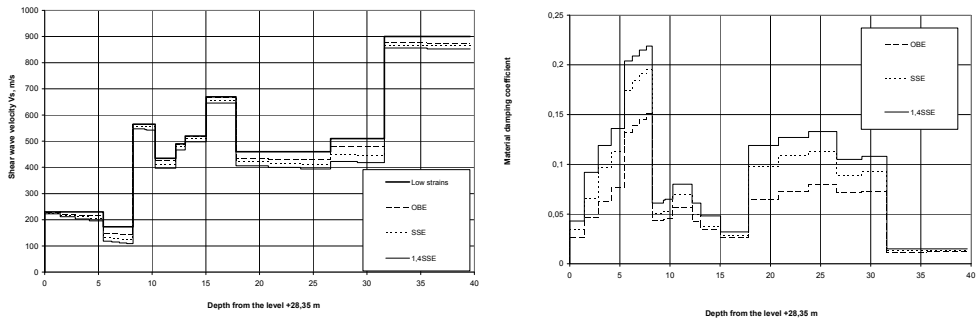 1000
900
800
700
600
500
400
300
200
100
0
Shear wave velocity Vs, m/s
0 5 10 15 20 25 30 35 40
Depth from the level +28,35 m
Low strains
OBE
SSE
1,4SSE
0,25
0,2
0,15
0,1
0,05
0
Material damping coefficient
0 5 10 15 20 25 30 35 40
Depth from the level +28,35 m
OBE
SSE
1,4SSE